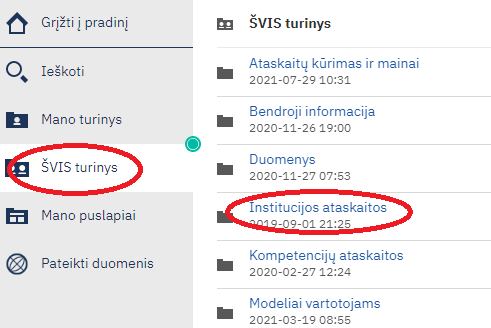 Grįžti į pradinį
Ieškoti
Mano turinys
ŠVIS turinys
Mano puslapiai
Pateikti duomenis
ŠVIS turinys
Ataskaitų kūrimas ir mainai
2021-07-29 10:31
Bendroji informacija
2020-11-26 19:00
Duomenys
2020-11-27 07:53
Institucijos ataskaitos
2019-09-01 21:25
Kompetencijų ataskaitos
2020-02-27 12:24
Modeliai vartotojams
2021-03-19 08:55